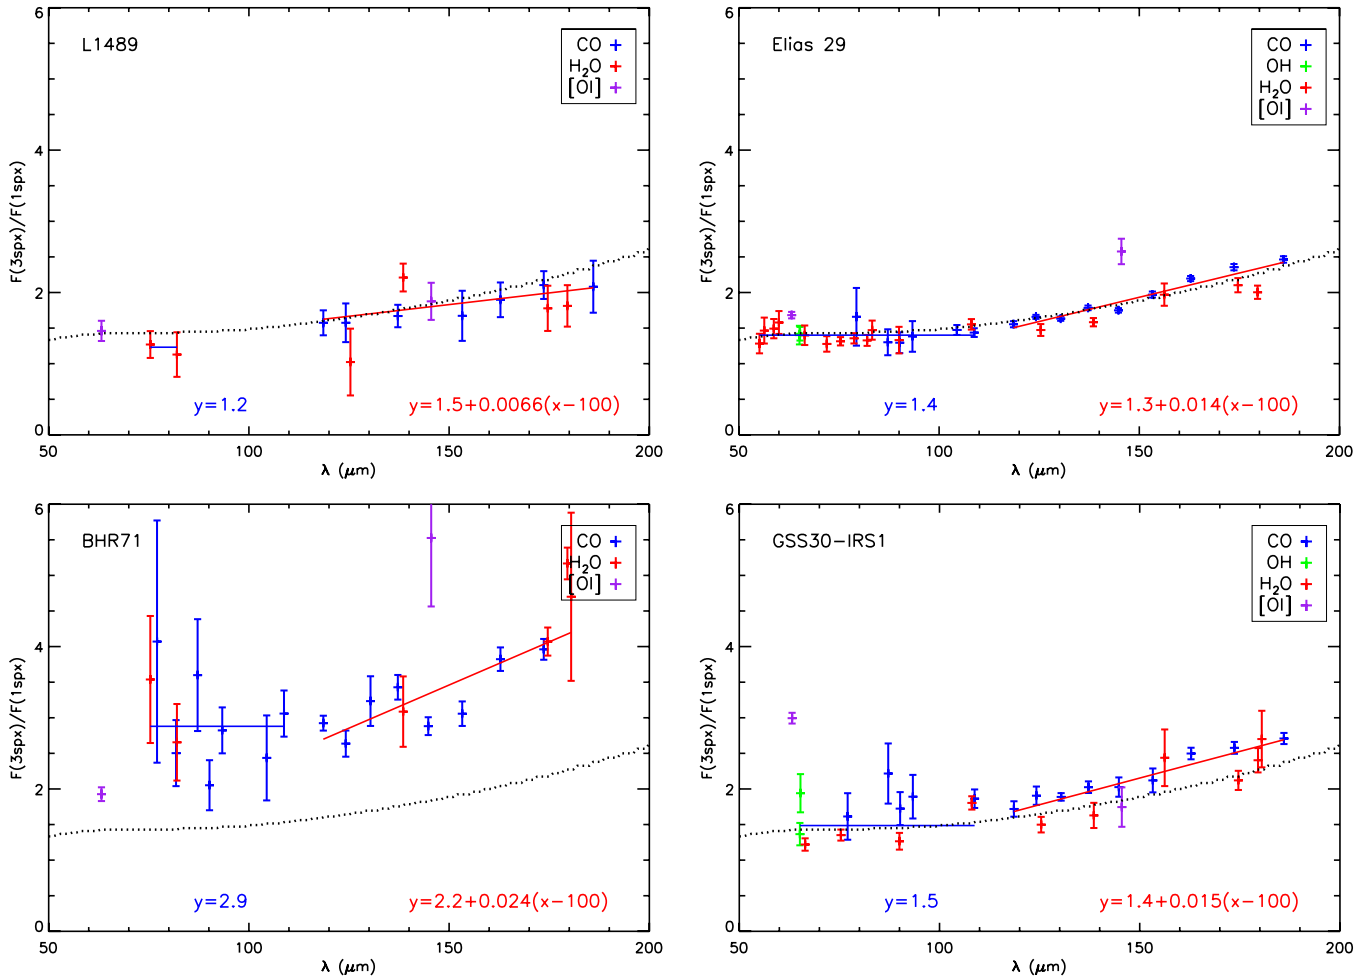 L1489
CO
H₂O
[OI]
F(3spx)/F(1spx)
0
2
4
6
y=1.2
y=1.5+0.0066(x−100)
50
100
150
200
λ (μm)
Elias 29
CO
OH
H₂O
[OI]
F(3spx)/F(1spx)
0
2
4
6
y=1.4
y=1.3+0.014(x−100)
50
100
150
200
λ (μm)
BHR71
CO
H₂O
[OI]
F(3spx)/F(1spx)
0
2
4
6
y=2.9
y=2.2+0.024(x−100)
50
100
150
200
λ (μm)
GSS30−IRS1
CO
OH
H₂O
[OI]
F(3spx)/F(1spx)
0
2
4
6
y=1.5
y=1.4+0.015(x−100)
50
100
150
200
λ (μm)